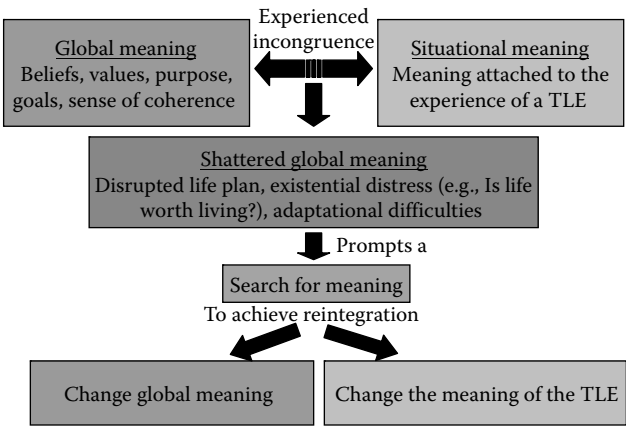 Experienced
incongruence
Global meaning
Beliefs, values, purpose,
goals, sense of coherence
Situational meaning
Meaning attached to the
experience of a TLE
Shattered global meaning
Disrupted life plan, existential distress (e.g., Is life
worth living?), adaptational difficulties
Prompts a
Search for meaning
To achieve reintegration
Change global meaning
Change the meaning of the TLE